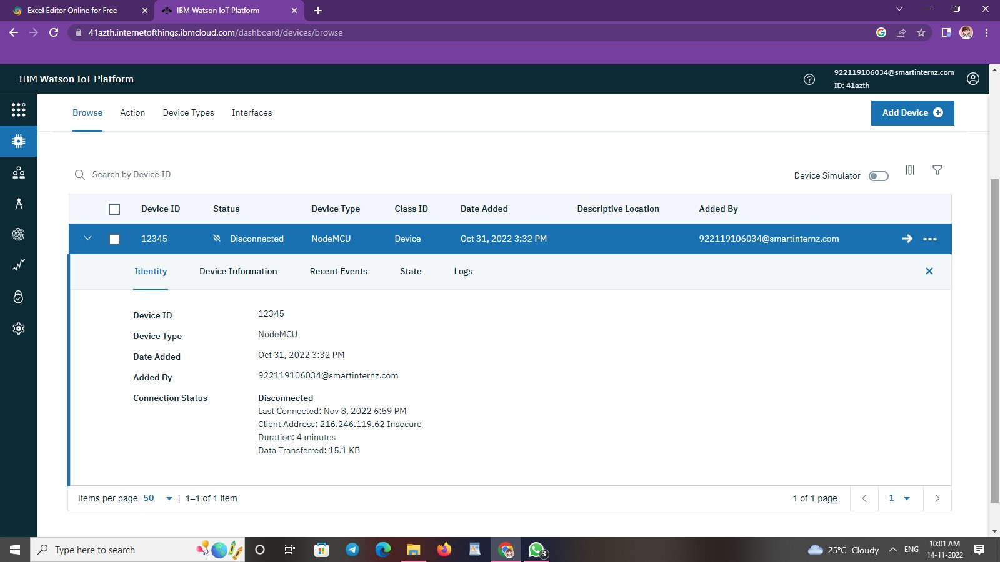 Excel Editor Online for Free
IBM Watson IoT Platform
41azth.internetofthings.ibmcloud.com/dashboard/devices/browse
IBM Watson IoT Platform
922119106034@smartinternz.com
ID: 41azth
Browse Action Device Types Interfaces
Add Device
Search by Device ID
Device Simulator
Device ID Status Device Type Class ID Date Added Descriptive Location Added By
12345 Disconnected NodeMCU Device Oct 31, 2022 3:32 PM 922119106034@smartinternz.com
Identity Device Information Recent Events State Logs
Device ID 12345
Device Type NodeMCU
Date Added Oct 31, 2022 3:32 PM
Added By 922119106034@smartinternz.com
Connection Status Disconnected
Last Connected: Nov 8, 2022 6:59 PM
Client Address: 216.246.119.62 Insecure
Duration: 4 minutes
Data Transferred: 15.1 KB
Items per page 50 | 1–1 of 1 item
1 of 1 page
1
Type here to search
3
25°C Cloudy
ENG
10:01 AM
14-11-2022